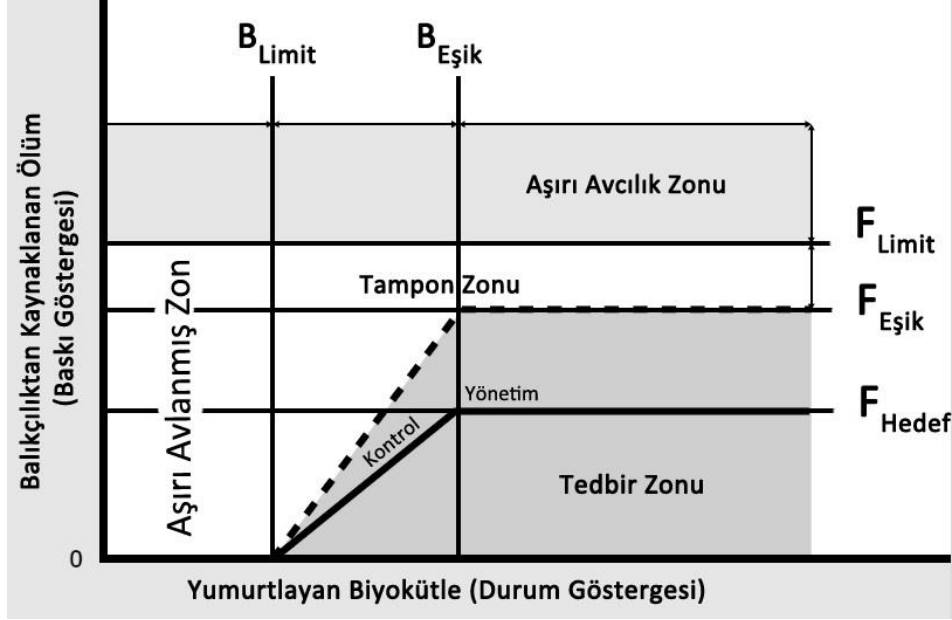 B Limit
B Eşik
Aşırı Avcılık Zonu
F Limit
Tampon Zonu
F Eşik
Yönetim
F Hedef
Kontrol
Tedbir Zonu
Aşırı Avlanmış Zon
Balıkçılıktan Kaynaklanan Ölüm
(Baskı Göstergesi)
0
Yumurtlayan Biyokütle (Durum Göstergesi)